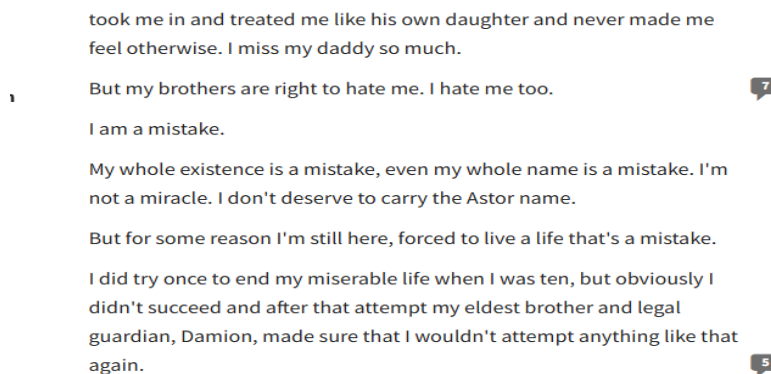 took me in and treated me like his own daughter and never made me
feel otherwise. I miss my daddy so much.
But my brothers are right to hate me. I hate me too.
7
I am a mistake.
My whole existence is a mistake, even my whole name is a mistake. I'm
not a miracle. I don't deserve to carry the Astor name.
But for some reason I'm still here, forced to live a life that's a mistake.
I did try once to end my miserable life when I was ten, but obviously I
didn't succeed and after that attempt my eldest brother and legal
guardian, Damion, made sure that I wouldn't attempt anything like that
again.
5